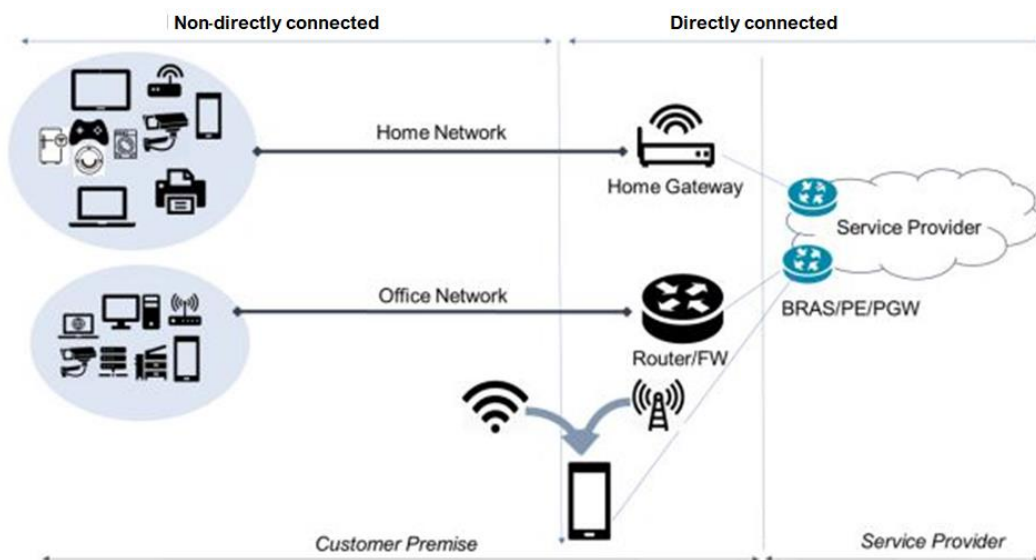 Non-directly connected
Directly connected
Home Network
Home Gateway
Service Provider
Office Network
BRAS/PE/PGW
Router/FW
Customer Premise
Service Provider